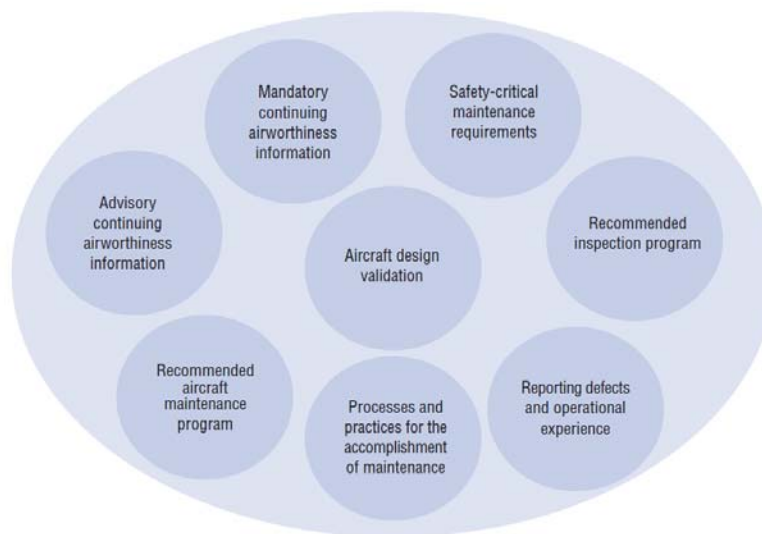 Mandatory
continuing
airworthiness
information
Safety-critical
maintenance
requirements
Advisory
continuing
airworthiness
information
Aircraft design
validation
Recommended
inspection program
Recommended
aircraft
maintenance
program
Processes and
practices for the
accomplishment
of maintenance
Reporting defects
and operational
experience